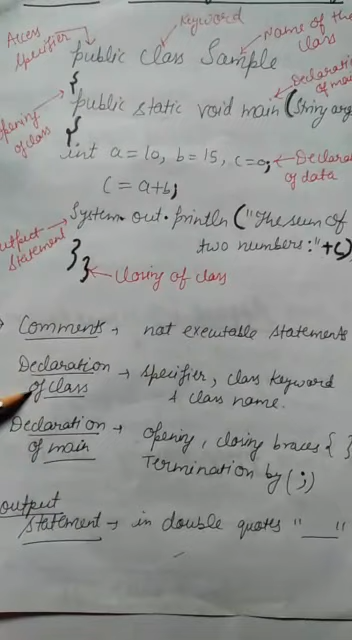 Keyword
Name of the
class
Access
Specifier
public class Sample
{
Declaration
of main
public static void main (String arg
opening
of class
{
int a=10, b=15, c=0; Declara
of data
c = a+b;
System.out.println ("The sum of
two numbers:"+c)
output
Statement
}
} closing of class
Comments → not executable statements
Declaration
of class → specifier, class keyword
+ class name.
Declaration
of main → opening, closing braces { }
Termination by (;)
output
statement → in double quotes "__"